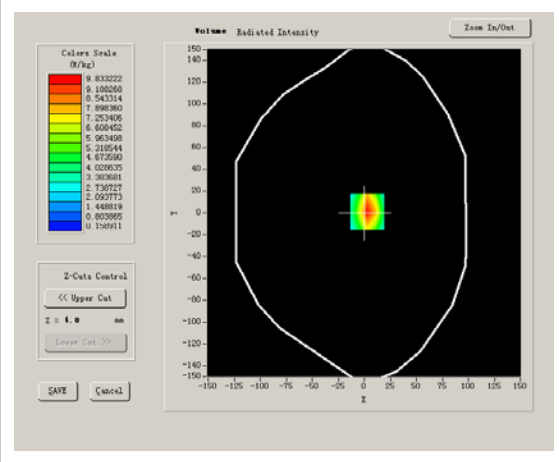 Volume Radiated Intensity
Zoom In/Out
Colors Scale
(W/kg)
9.833222
9.188268
8.543314
7.898360
7.253406
6.608452
5.963498
5.318544
4.673590
4.028635
3.383681
2.738727
2.093773
1.448819
0.803865
0.158911
Z-Cuts Control
<< Upper Cut
Z = 4.0 mm
Lower Cut >>
SAVE Cancel
150
140
120
100
80
60
40
20
Y
0
-20
-40
-60
-80
-100
-120
-140
-150
-150 -125 -100 -75 -50 -25 0 25 50 75 100 125 150
X